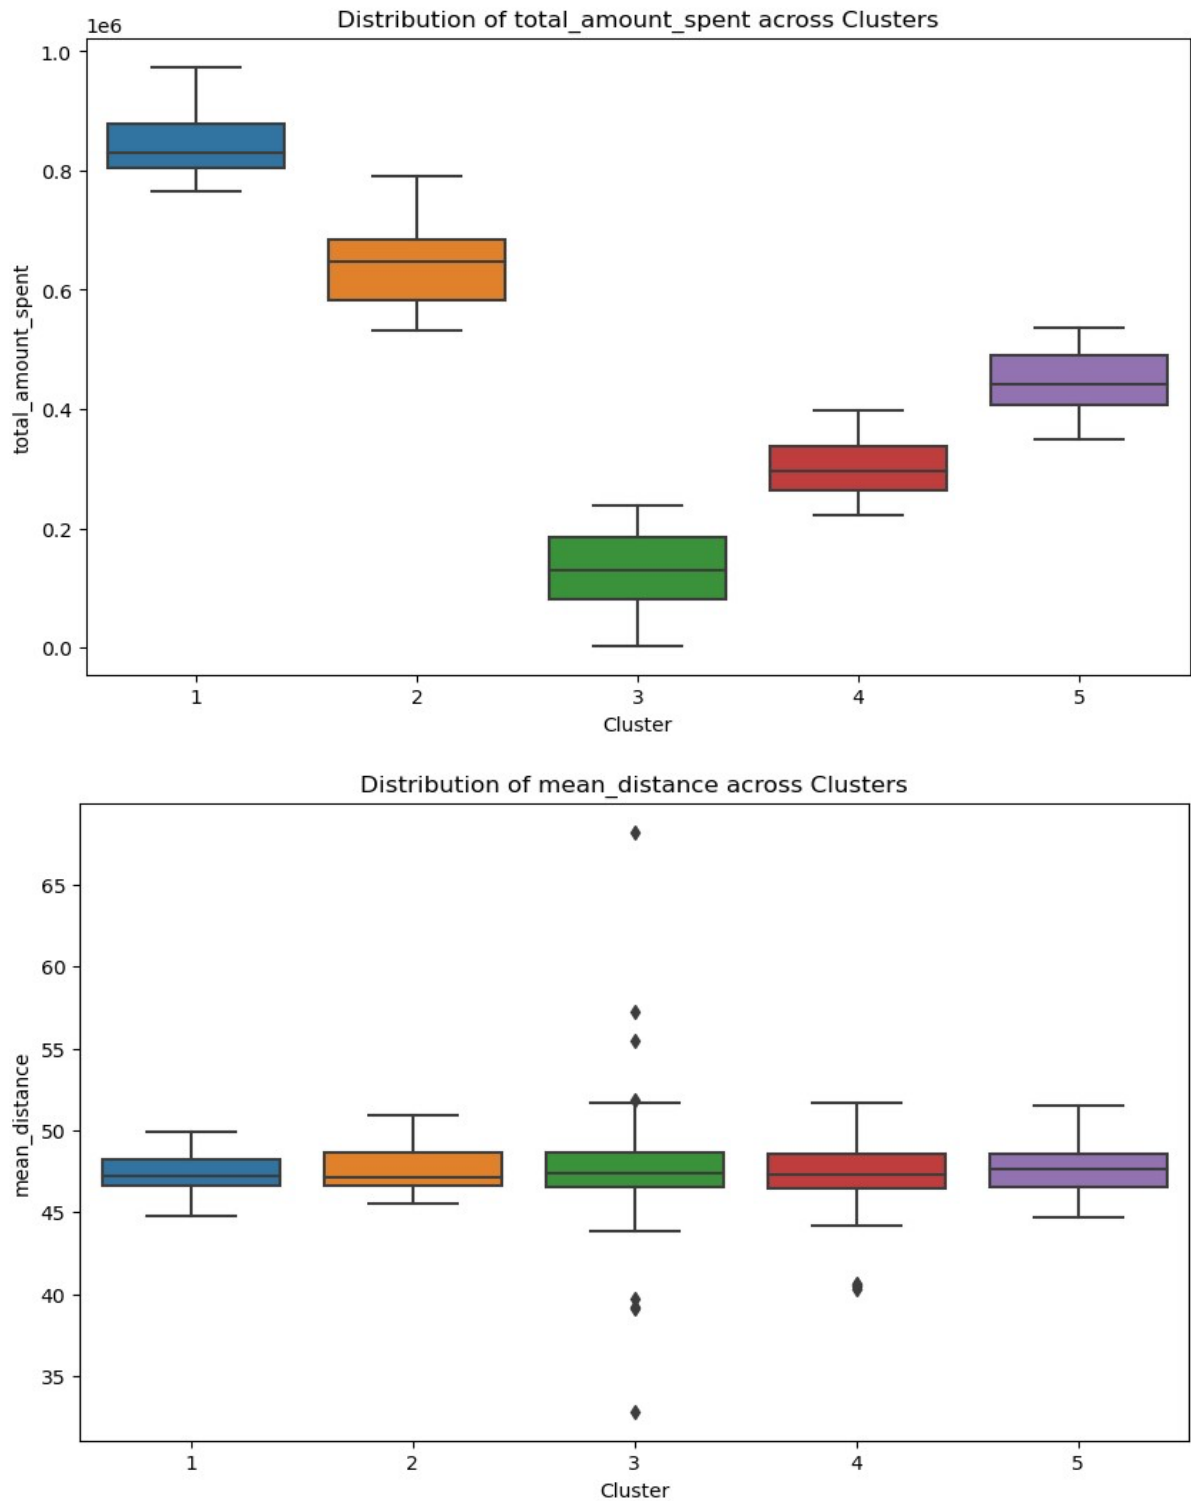 Distribution of total_amount_spent across Clusters
1e6
1.0
0.8
0.6
0.4
0.2
0.0
total_amount_spent
1 2 3 4 5
Cluster
Distribution of mean_distance across Clusters
65
60
55
50
45
40
35
mean_distance
1 2 3 4 5
Cluster